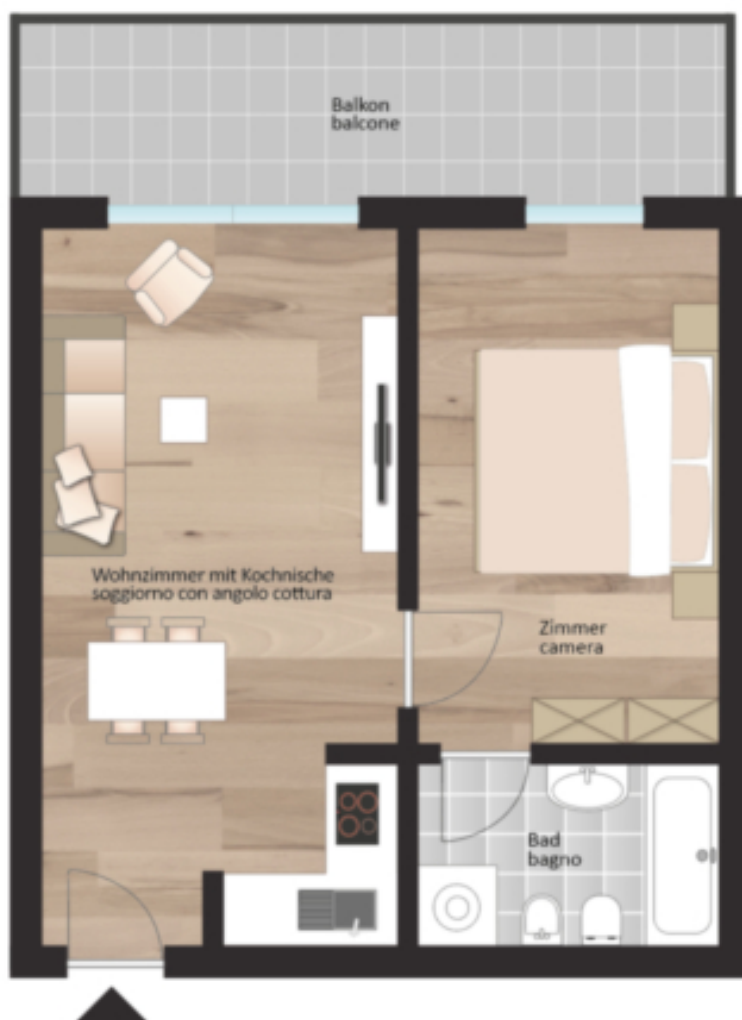 Balkon
balcone
Wohnzimmer mit Kochnische
soggiorno con angolo cottura
Zimmer
camera
Bad
bagno